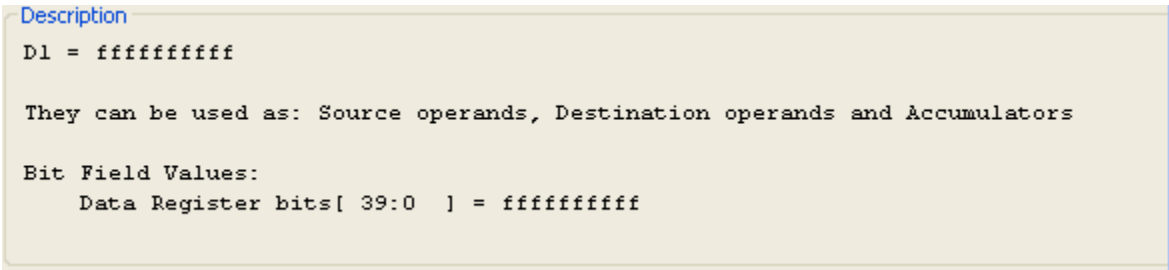 Description
D1 = ffffffffff
They can be used as: Source operands, Destination operands and Accumulators
Bit Field Values:
Data Register bits[ 39:0  ] = ffffffffff